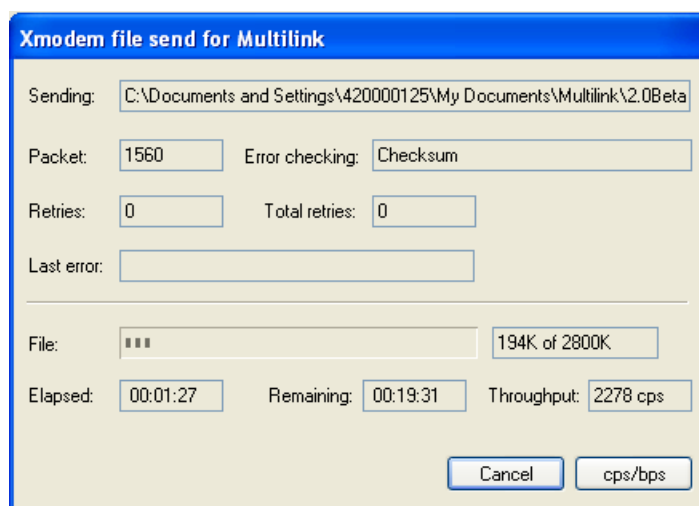 Xmodem file send for Multilink
Sending: C:\Documents and Settings\420000125\My Documents\Multilink\2.0Beta
Packet: 1560 Error checking: Checksum
Retries: 0 Total retries: 0
Last error:
File: 194K of 2800K
Elapsed: 00:01:27 Remaining: 00:19:31 Throughput: 2278 cps
Cancel cps/bps